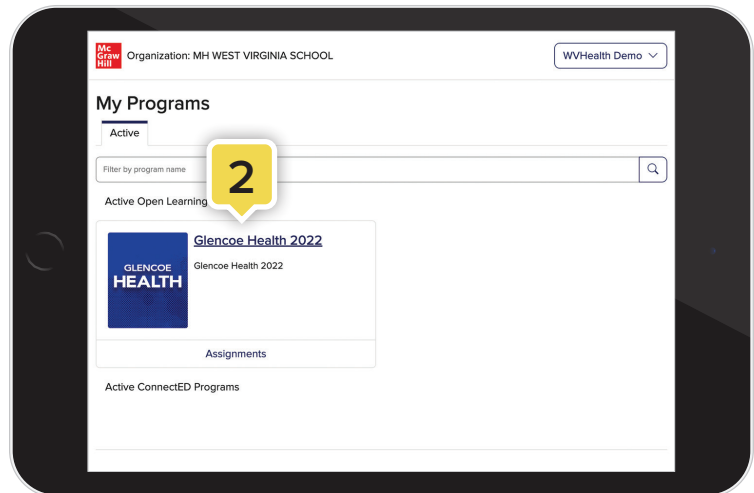 Mc
Graw
Hill
Organization: MH WEST VIRGINIA SCHOOL
WVHealth Demo
My Programs
Active
Filter by program name
2
Active Open Learning
Glencoe Health 2022
GLENCOE
HEALTH
Glencoe Health 2022
Assignments
Active ConnectED Programs